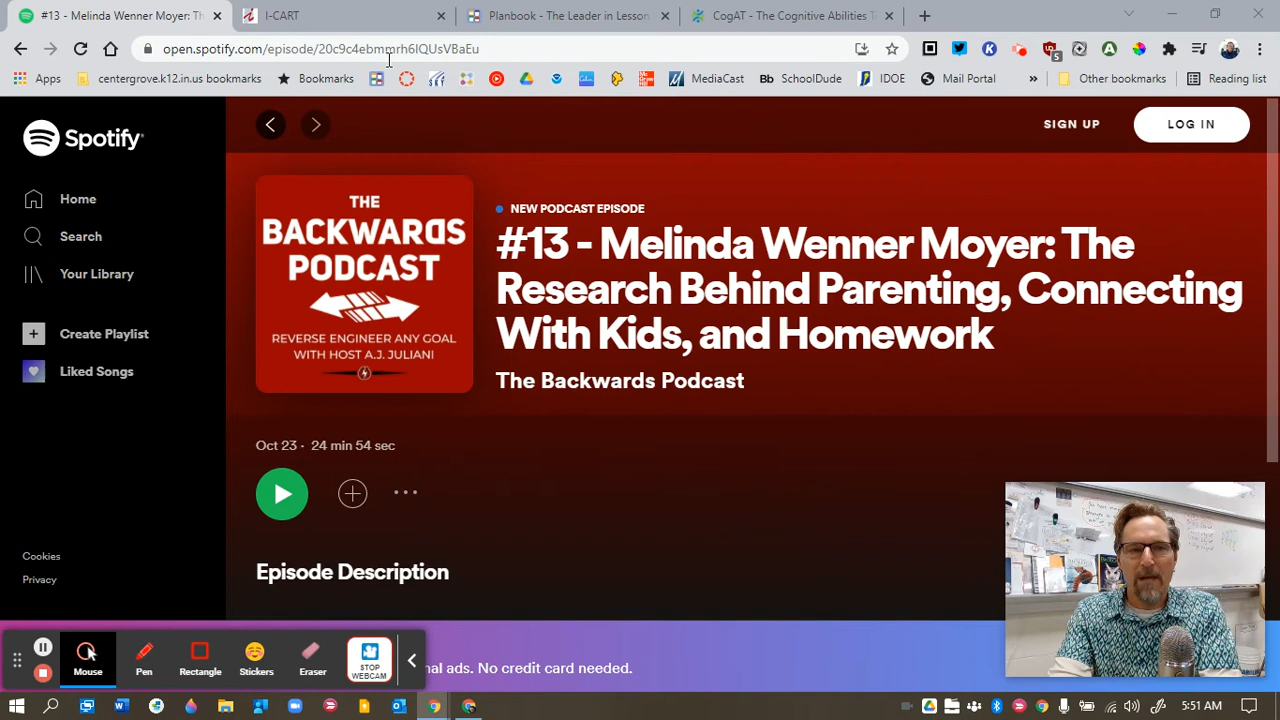 #13 - Melinda Wenner Moyer: Th
I-CART
Planbook - The Leader in Lesson
CogAT - The Cognitive Abilities T
open.spotify.com/episode/20c9c4ebmmrh6lQUsVBaEu
5
Apps
centergrove.k12.in.us bookmarks
Bookmarks
MediaCast
Bb
SchoolDude
IDOE
Mail Portal
Other bookmarks
Reading list
Spotify
Home
Search
Your Library
Create Playlist
Liked Songs
Cookies
Privacy
SIGN UP
LOG IN
THE
BACKWARDS
PODCAST
REVERSE ENGINEER ANY GOAL
WITH HOST A.J. JULIANI
NEW PODCAST EPISODE
#13 - Melinda Wenner Moyer: The
Research Behind Parenting, Connecting
With Kids, and Homework
The Backwards Podcast
Oct 23 · 24 min 54 sec
Episode Description
nal ads. No credit card needed.
Mouse
Pen
Rectangle
Stickers
Eraser
STOP
WEBCAM
5:51 AM